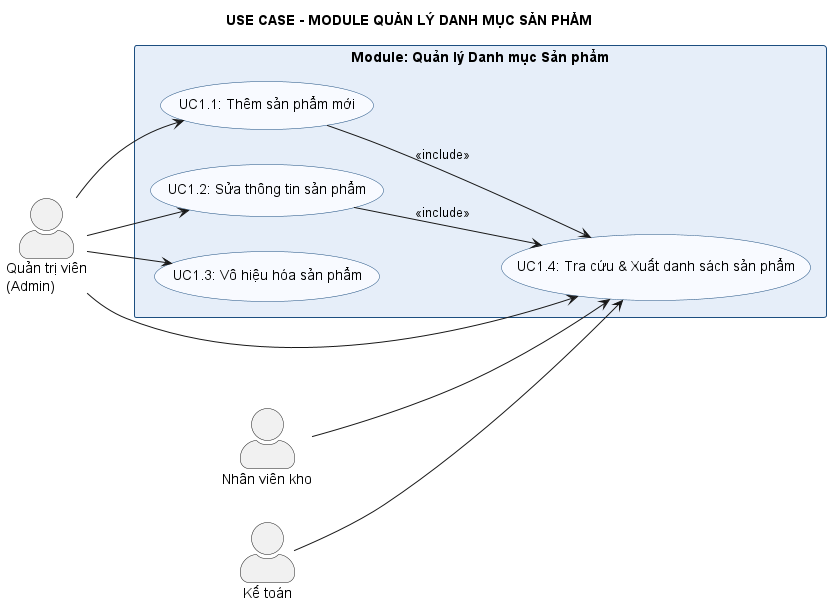 USE CASE - MODULE QUẢN LÝ DANH MỤC SẢN PHẨM
Module: Quản lý Danh mục Sản phẩm
UC1.1: Thêm sản phẩm mới
«include»
UC1.2: Sửa thông tin sản phẩm
«include»
UC1.3: Vô hiệu hóa sản phẩm
UC1.4: Tra cứu & Xuất danh sách sản phẩm
Quản trị viên
(Admin)
Nhân viên kho
Kế toán